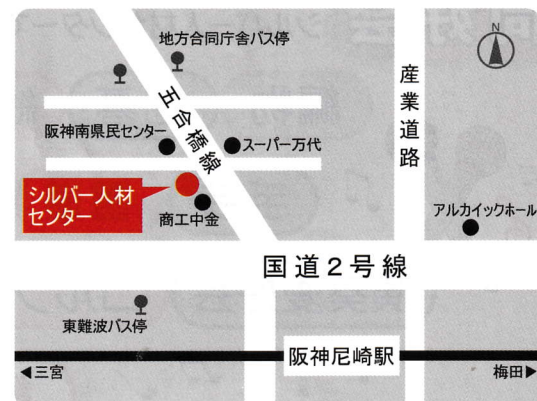 N
地方合同庁舎バス停
五合橋線
産業道路
阪神南県民センター
スーパー万代
シルバー人材
センター
商工中金
アルカイックホール
国道2号線
東難波バス停
阪神尼崎駅
◀三宮
梅田▶